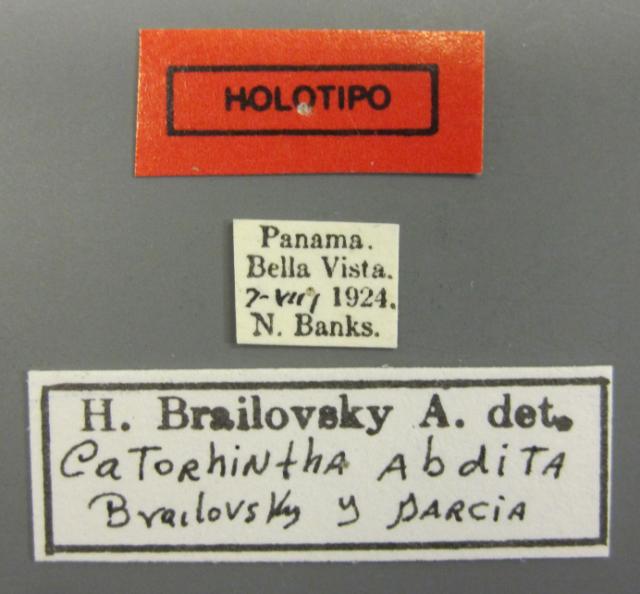 HOLOTIPO
Panama.
Bella Vista.
7-VIII 1924.
N. Banks.
H. Brailovsky A. det.
Catorhintha abdita
Brailovsky y GARCIA